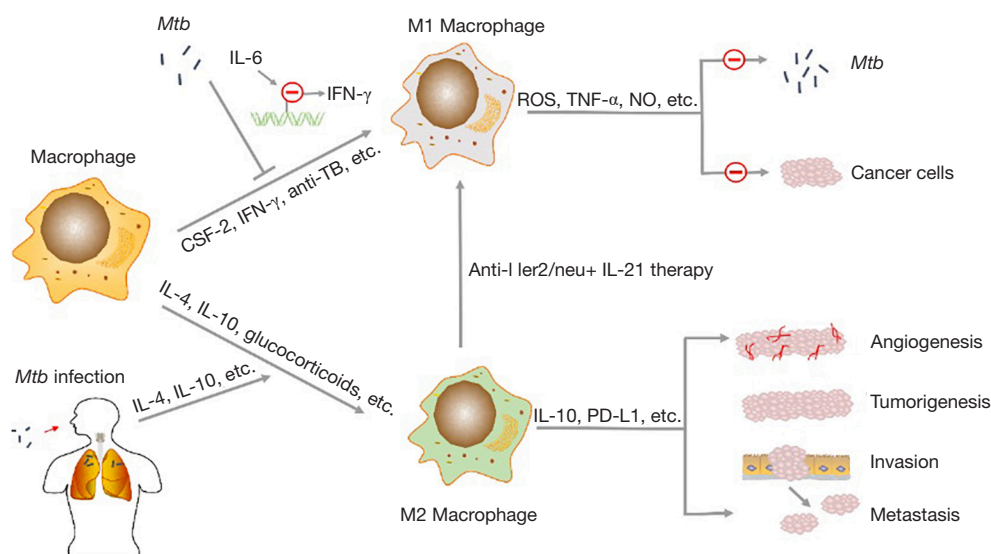 Mtb
M1 Macrophage
IL-6
IFN-γ
Mtb
ROS, TNF-α, NO, etc.
Macrophage
CSF-2, IFN-γ, anti-TB, etc.
Cancer cells
Anti-l ler2/neu+ IL-21 therapy
IL-4, IL-10, glucocorticoids, etc.
Mtb infection
IL-4, IL-10, etc.
Angiogenesis
IL-10, PD-L1, etc.
Tumorigenesis
Invasion
M2 Macrophage
Metastasis